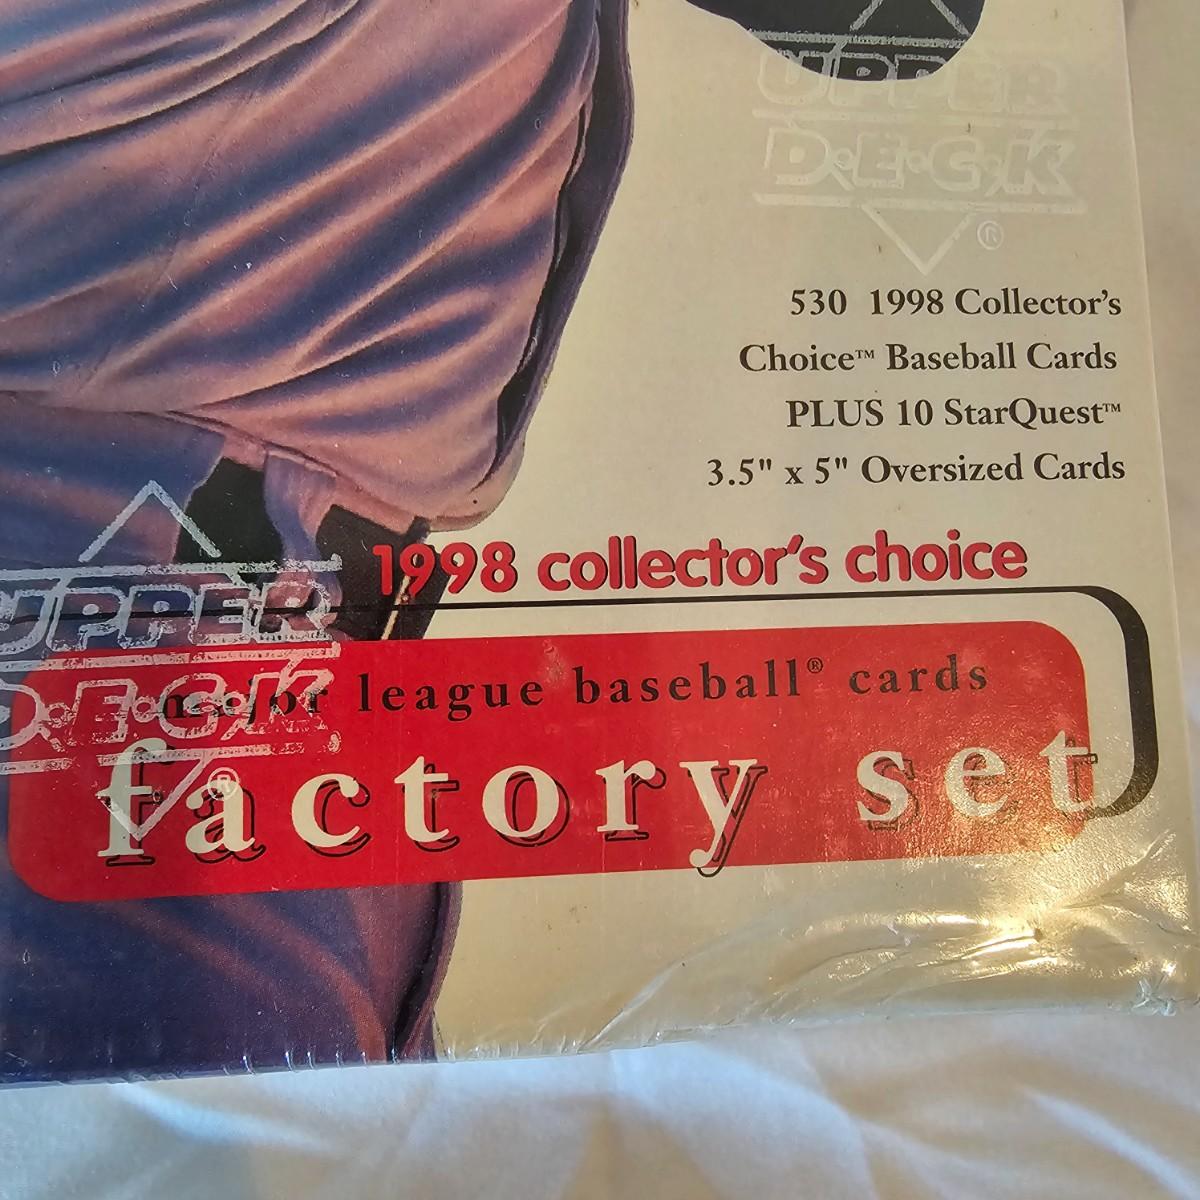 UPPER
D•E•C•K
®
530 1998 Collector's
Choice™ Baseball Cards
PLUS 10 StarQuest™
3.5" x 5" Oversized Cards
1998 collector's choice
UPPER
D•E•C•K
®
major league baseball® cards
factory set